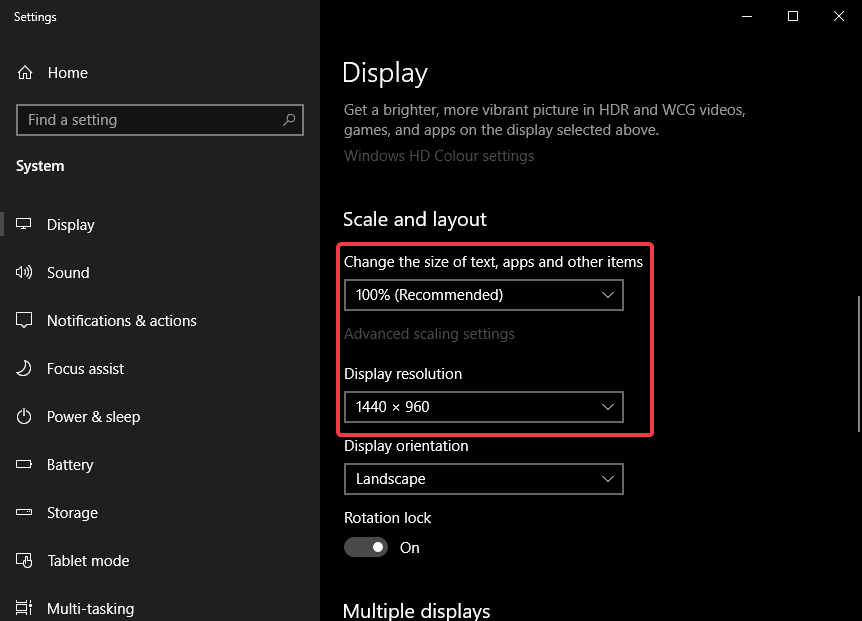 Settings
Home
Find a setting
System
Display
Sound
Notifications & actions
Focus assist
Power & sleep
Battery
Storage
Tablet mode
Multi-tasking
Display
Get a brighter, more vibrant picture in HDR and WCG videos,
games, and apps on the display selected above.
Windows HD Colour settings
Scale and layout
Change the size of text, apps and other items
100% (Recommended)
Advanced scaling settings
Display resolution
1440 × 960
Display orientation
Landscape
Rotation lock
On
Multiple displays